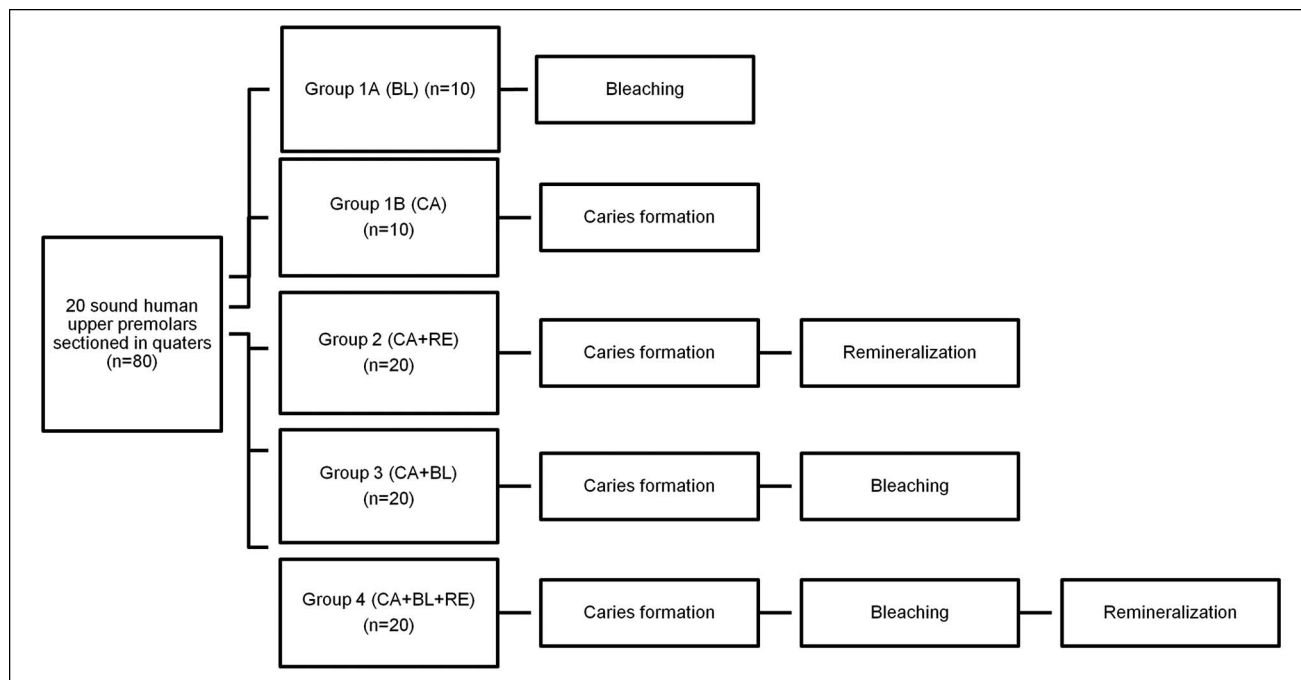 Group 1A (BL) (n=10)
Bleaching
Group 1B (CA)
(n=10)
Caries formation
20 sound human
upper premolars
sectioned in quaters
(n=80)
Group 2 (CA+RE)
(n=20)
Caries formation
Remineralization
Group 3 (CA+BL)
(n=20)
Caries formation
Bleaching
Group 4 (CA+BL+RE)
(n=20)
Caries formation
Bleaching
Remineralization